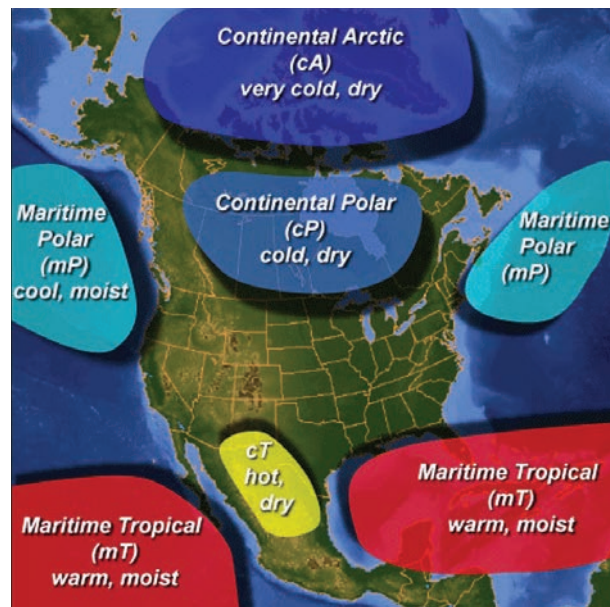 Continental Arctic
(cA)
very cold, dry
Continental Polar
(cP)
cold, dry
Maritime
Polar
(mP)
cool, moist
Maritime
Polar
(mP)
cT
hot,
dry
Maritime Tropical
(mT)
warm, moist
Maritime Tropical
(mT)
warm, moist